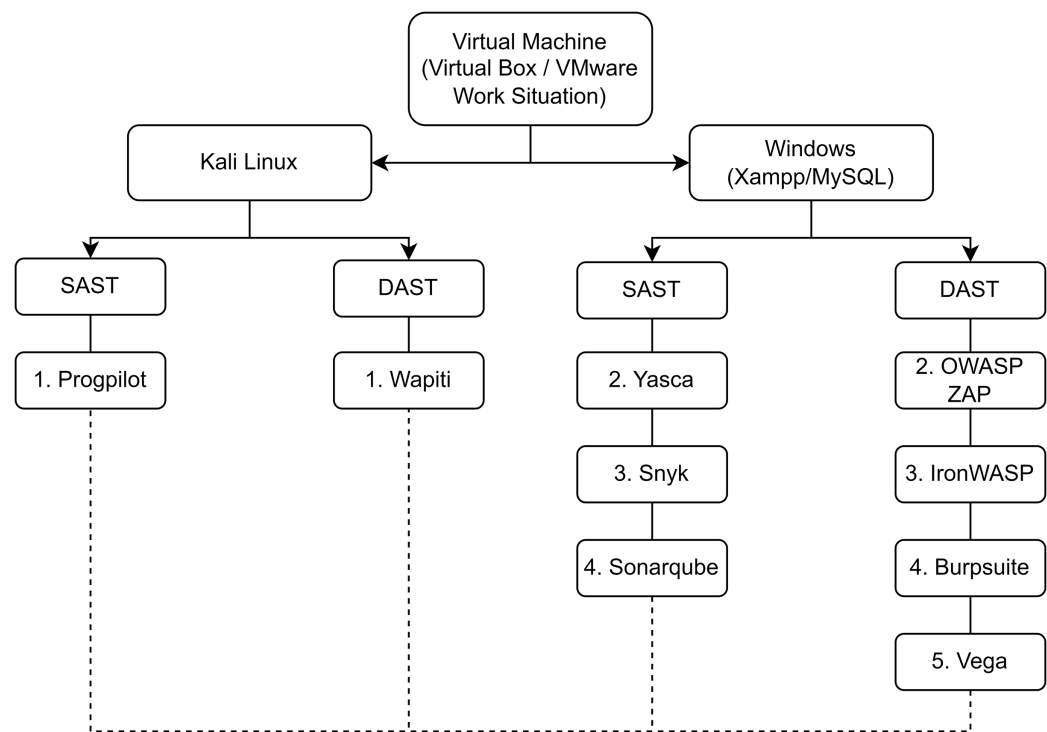 Virtual Machine
(Virtual Box / VMware
Work Situation)
Kali Linux
Windows
(Xampp/MySQL)
SAST
DAST
SAST
DAST
1. Progpilot
1. Wapiti
2. Yasca
2. OWASP
ZAP
3. Snyk
3. IronWASP
4. Sonarqube
4. Burpsuite
5. Vega